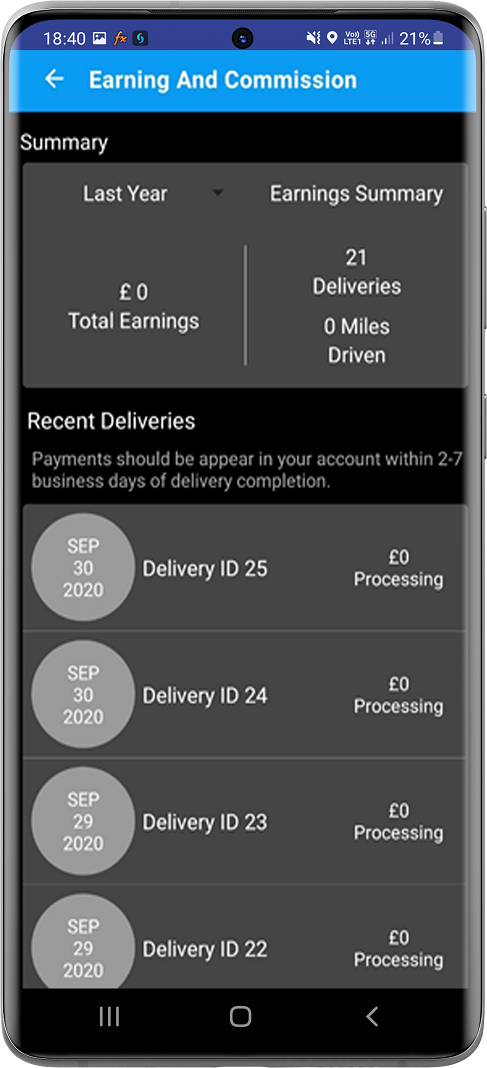 18:40 21%
Earning And Commission
Summary
Last Year Earnings Summary
£ 0
Total Earnings
21
Deliveries
0 Miles
Driven
Recent Deliveries
Payments should be appear in your account within 2-7
business days of delivery completion.
SEP
30
2020
Delivery ID 25
£0
Processing
SEP
30
2020
Delivery ID 24
£0
Processing
SEP
29
2020
Delivery ID 23
£0
Processing
SEP
29
2020
Delivery ID 22
£0
Processing